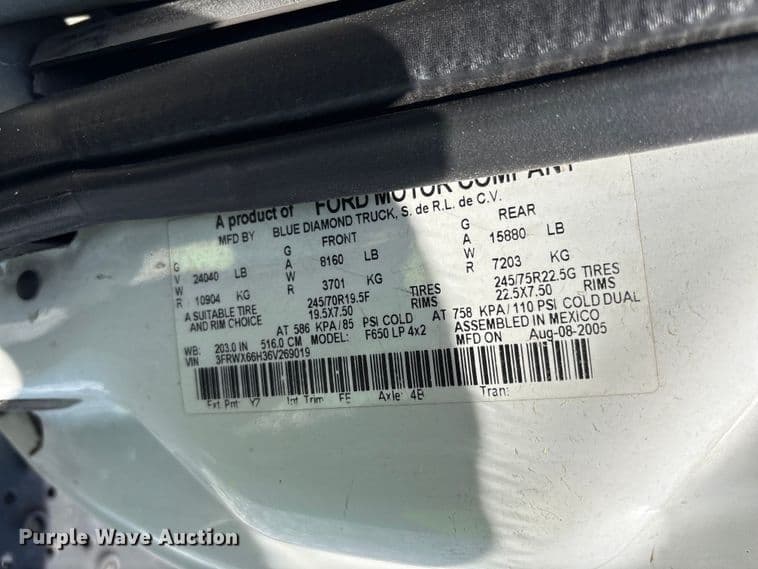 A product of FORD MOTOR COMPANY
MFD BY BLUE DIAMOND TRUCK, S. de R.L. de C.V.
G G FRONT G REAR
V 24040 LB A 8160 LB A 15880 LB
W W W
R 10904 KG R 3701 KG R 7203 KG
A SUITABLE TIRE 245/70R19.5F TIRES 245/75R22.5G TIRES
AND RIM CHOICE 19.5X7.50 RIMS 22.5X7.50
AT 586 KPA/85 PSI COLD AT 758 KPA/110 PSI COLD DUAL
WB: 203.0 IN 516.0 CM MODEL: F650 LP 4x2 ASSEMBLED IN MEXICO
VIN 3FRWX66H36V269019 MFD ON Aug-08-2005
Ext Pnt: Y7 Int Trim: FE Axle: 4B Tran:
Purple Wave Auction